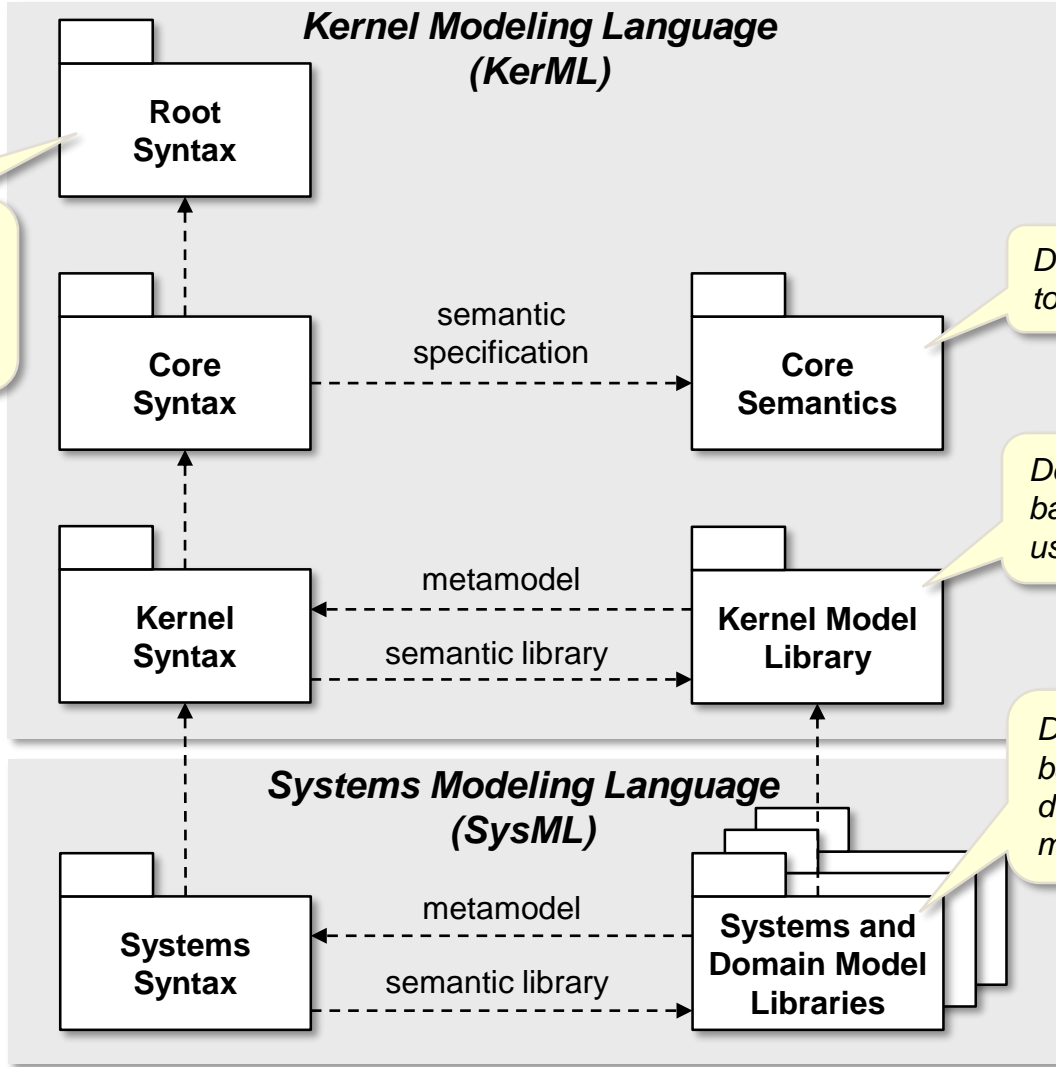 Kernel Modeling Language
(KerML)
Root
Syntax
Core
Syntax
semantic
specification
Core
Semantics
to
Kernel
Syntax
metamodel
semantic library
Kernel Model
Library
Systems Modeling Language
(SysML)
Systems
Syntax
metamodel
semantic library
Systems and
Domain Model
Libraries